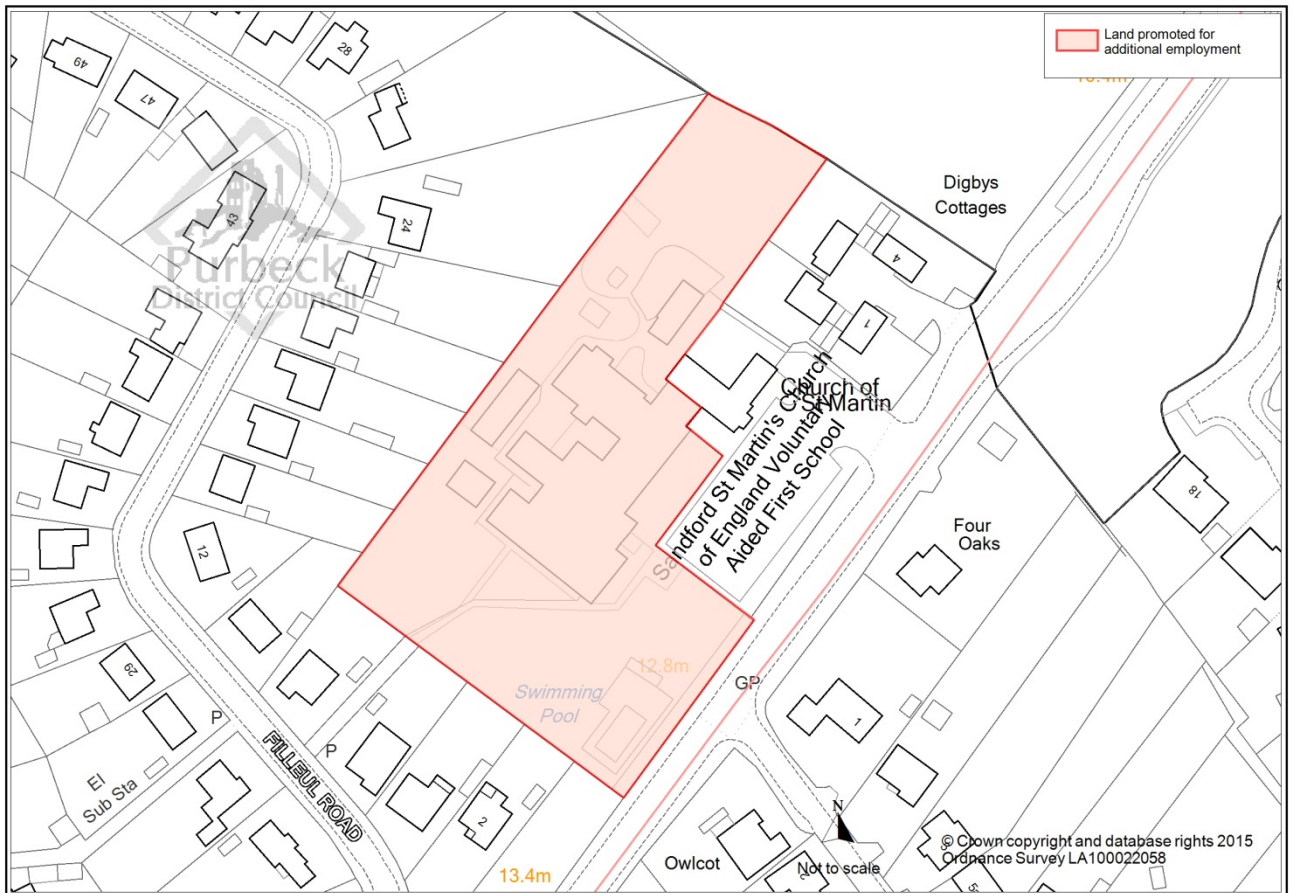 Land promoted for
additional employment
28
49
47
43
24
Purbeck
District Council
Digbys
Cottages
4
1
Church of
St Martin
Sandford St Martin's Church
of England Voluntary
Aided First School
18
Four
Oaks
12
29
12.8m
GP
Swimming
Pool
1
P
P
FILLEUL ROAD
El
Sub Sta
2
N
Owlcot
Not to scale
© Crown copyright and database rights 2015
Ordnance Survey LA100022058
13.4m
2